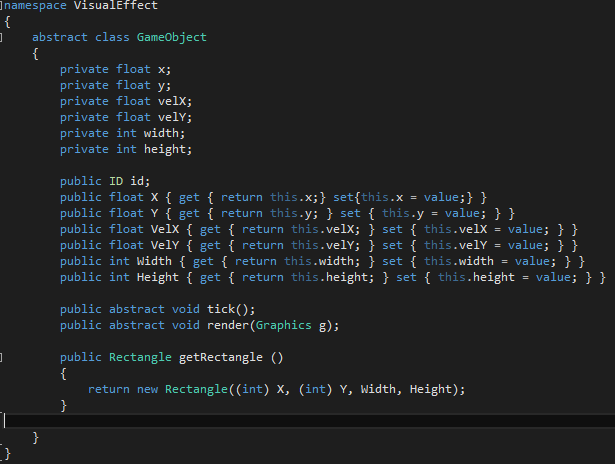 namespace VisualEffect
{
abstract class GameObject
{
private float x;
private float y;
private float velX;
private float velY;
private int width;
private int height;
public ID id;
public float X { get { return this.x;} set{this.x = value;} }
public float Y { get { return this.y; } set { this.y = value; } }
public float VelX { get { return this.velX; } set { this.velX = value; } }
public float VelY { get { return this.velY; } set { this.velY = value; } }
public int Width { get { return this.width; } set { this.width = value; } }
public int Height { get { return this.height; } set { this.height = value; } }
public abstract void tick();
public abstract void render(Graphics g);
public Rectangle getRectangle ()
{
return new Rectangle((int) X, (int) Y, Width, Height);
}
}
}